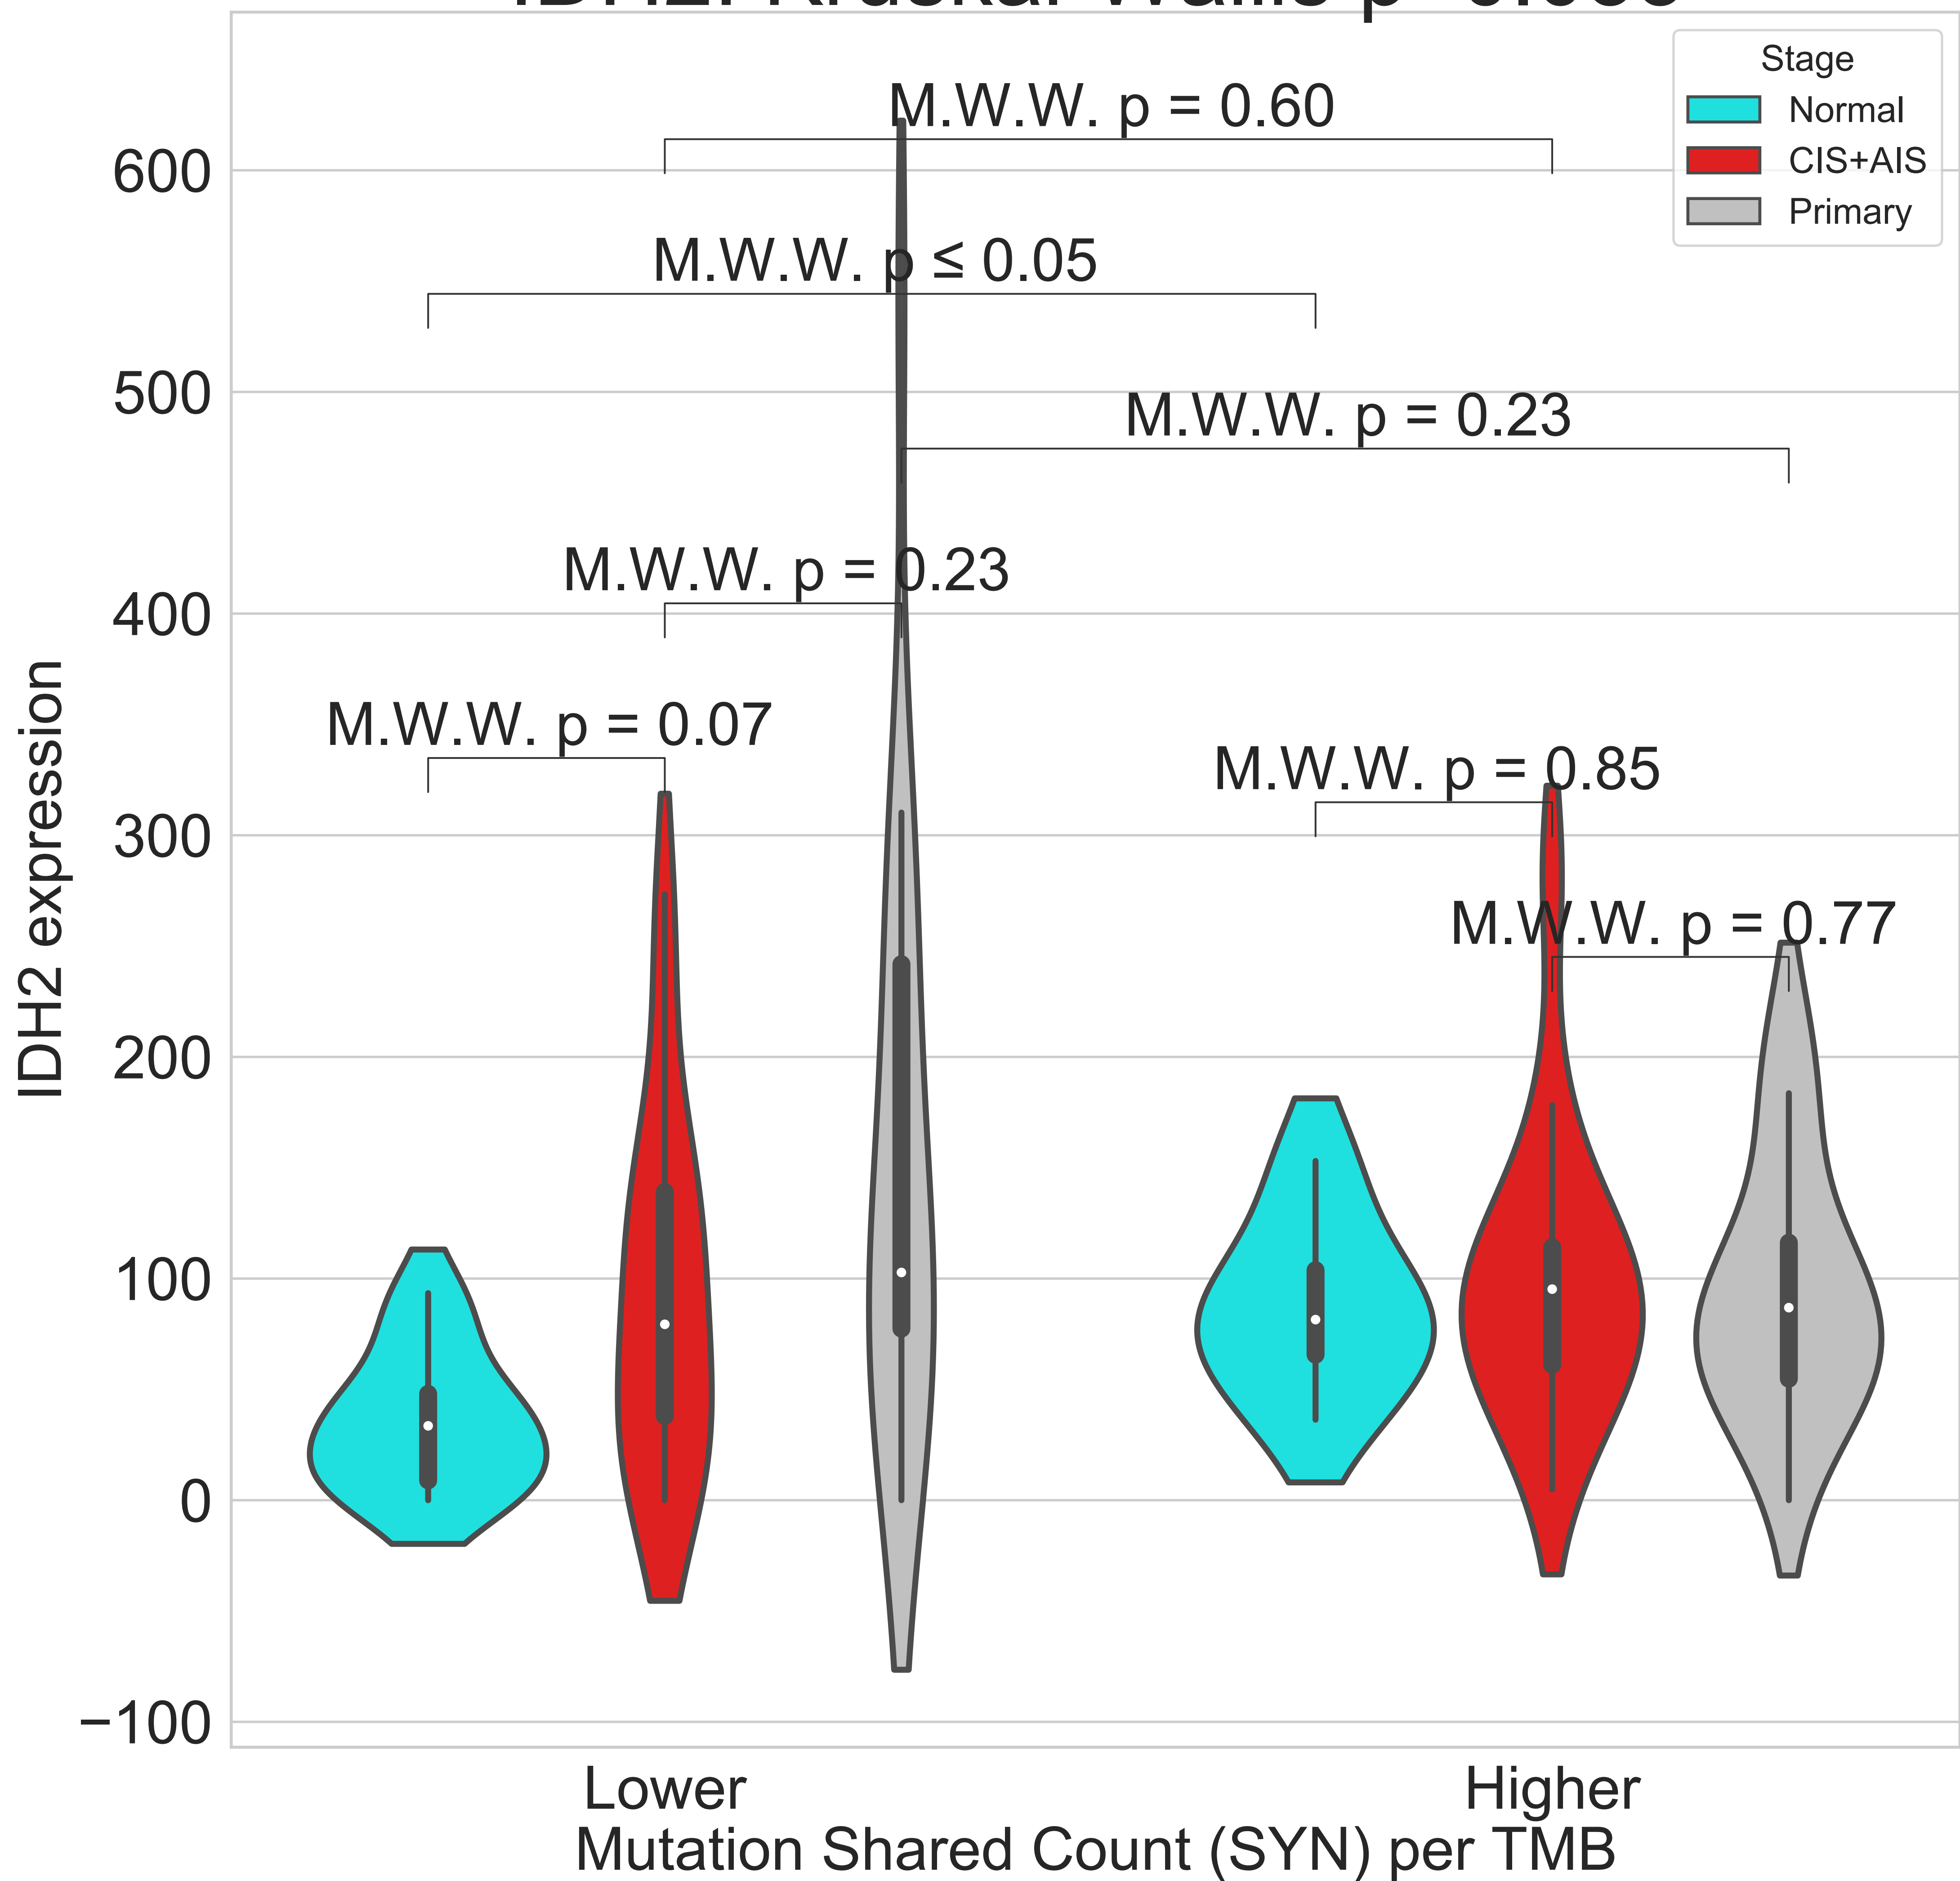 Stage
Normal
CIS+AIS
Primary
M.W.W. p = 0.60
M.W.W. p ≤ 0.05
M.W.W. p = 0.23
M.W.W. p = 0.23
M.W.W. p = 0.07
M.W.W. p = 0.85
M.W.W. p = 0.77
600
500
400
300
200
100
0
−100
IDH2 expression
Lower
Higher
Mutation Shared Count (SYN) per TMB